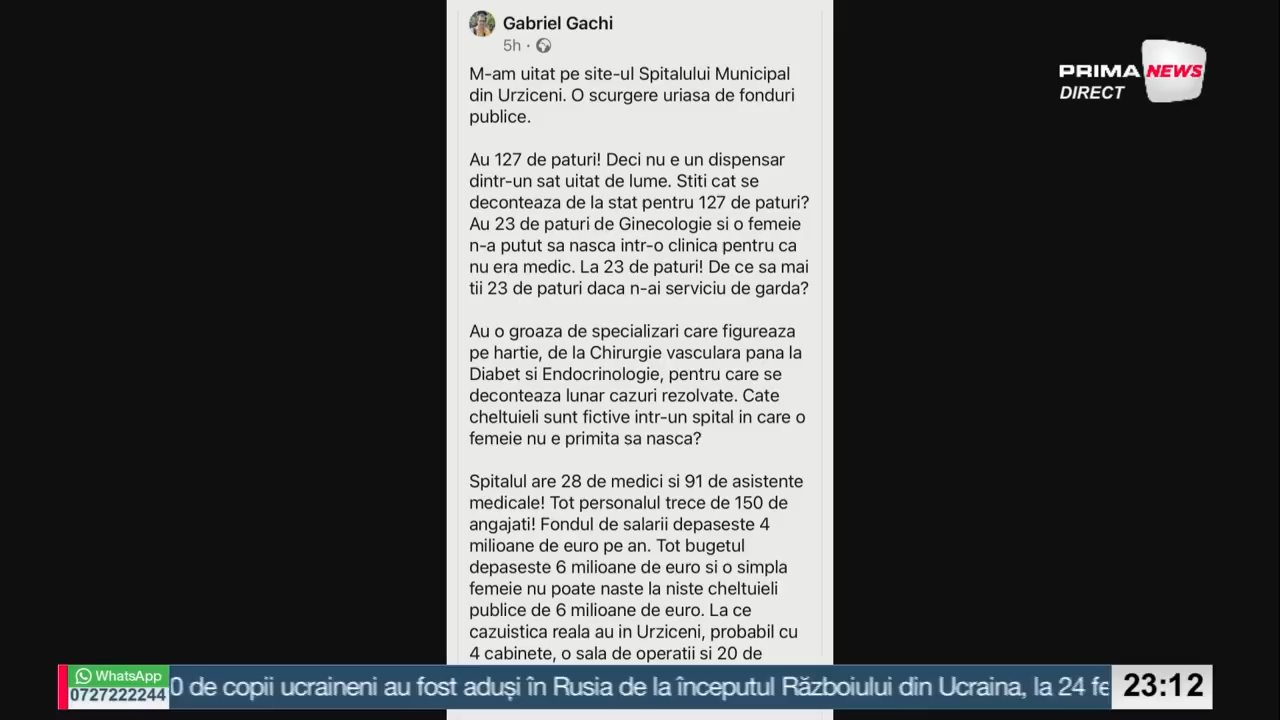 Gabriel Gachi
5h ·
M-am uitat pe site-ul Spitalului Municipal
din Urziceni. O scurgere uriasa de fonduri
publice.
Au 127 de paturi! Deci nu e un dispensar
dintr-un sat uitat de lume. Stiti cat se
deconteaza de la stat pentru 127 de paturi?
Au 23 de paturi de Ginecologie si o femeie
n-a putut sa nasca intr-o clinica pentru ca
nu era medic. La 23 de paturi! De ce sa mai
tii 23 de paturi daca n-ai serviciu de garda?
Au o groaza de specializari care figureaza
pe hartie, de la Chirurgie vasculara pana la
Diabet si Endocrinologie, pentru care se
deconteaza lunar cazuri rezolvate. Cate
cheltuieli sunt fictive intr-un spital in care o
femeie nu e primita sa nasca?
Spitalul are 28 de medici si 91 de asistente
medicale! Tot personalul trece de 150 de
angajati! Fondul de salarii depaseste 4
milioane de euro pe an. Tot bugetul
depaseste 6 milioane de euro si o simpla
femeie nu poate naste la niste cheltuieli
publice de 6 milioane de euro. La ce
cazuistica reala au in Urziceni, probabil cu
4 cabinete, o sala de operatii si 20 de
PRIMA NEWS
DIRECT
WhatsApp
0727222244
0 de copii ucraineni au fost aduși în Rusia de la începutul Războiului din Ucraina, la 24 fe
23:12